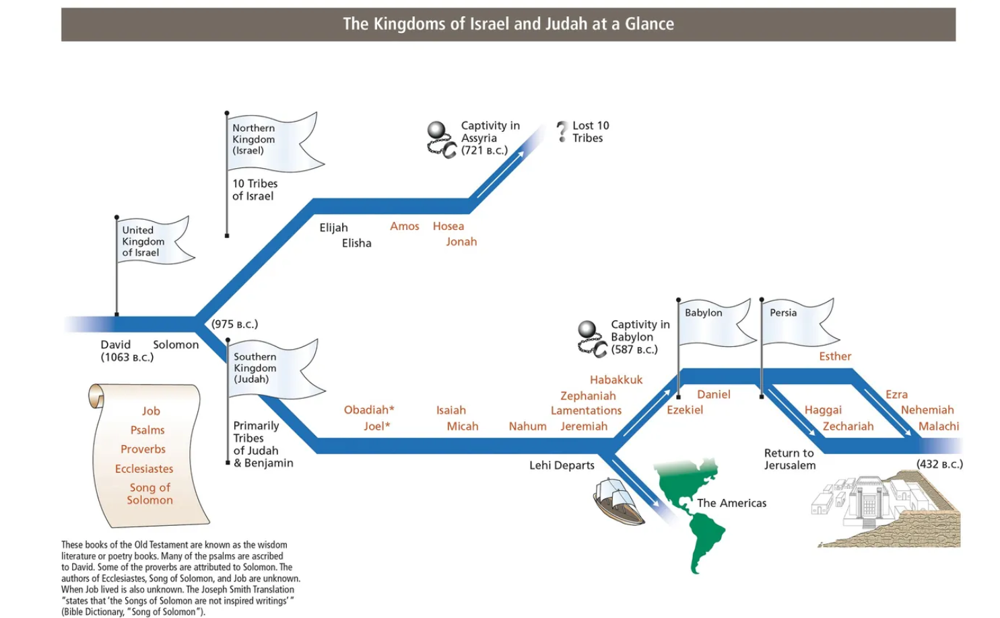 The Kingdoms of Israel and Judah at a Glance
Northern
Kingdom
(Israel)
10 Tribes
of Israel
Captivity in
Assyria
(721 B.C.)
? Lost 10
Tribes
United
Kingdom
of Israel
Elijah
Elisha
Amos
Hosea
Jonah
(975 B.C.)
David
(1063 B.C.)
Solomon
Southern
Kingdom
(Judah)
Primarily
Tribes
of Judah
& Benjamin
Job
Psalms
Proverbs
Ecclesiastes
Song of
Solomon
Obadiah*
Joel*
Isaiah
Micah
Nahum
Habakkuk
Zephaniah
Lamentations
Jeremiah
Captivity in
Babylon
(587 B.C.)
Babylon
Persia
Ezekiel
Daniel
Esther
Haggai
Zechariah
Ezra
Nehemiah
Malachi
Lehi Departs
The Americas
Return to
Jerusalem
(432 B.C.)
These books of the Old Testament are known as the wisdom
literature or poetry books. Many of the psalms are ascribed
to David. Some of the proverbs are attributed to Solomon. The
authors of Ecclesiastes, Song of Solomon, and Job are unknown.
When Job lived is also unknown. The Joseph Smith Translation
“states that ‘the Songs of Solomon are not inspired writings’ ”
(Bible Dictionary, “Song of Solomon”).